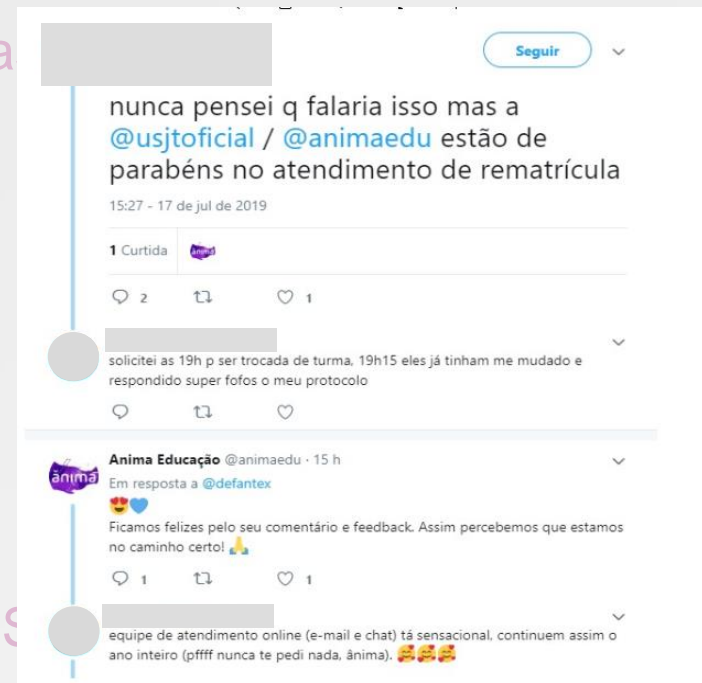 Seguir
nunca pensei q falaria isso mas a
@usjtoficial / @animaedu estão de
parabéns no atendimento de rematrícula
15:27 - 17 de jul de 2019
1 Curtida
ănımá
2
1
solicitei as 19h p ser trocada de turma, 19h15 eles já tinham me mudado e
respondido super fofos o meu protocolo
ănımá
Anima Educação @animaedu · 15 h
Em resposta a @defantex
😍💙
Ficamos felizes pelo seu comentário e feedback. Assim percebemos que estamos
no caminho certo! 🙏
1
1
equipe de atendimento online (e-mail e chat) tá sensacional, continuem assim o
ano inteiro (pffff nunca te pedi nada, ânima). 🥰🥰🥰